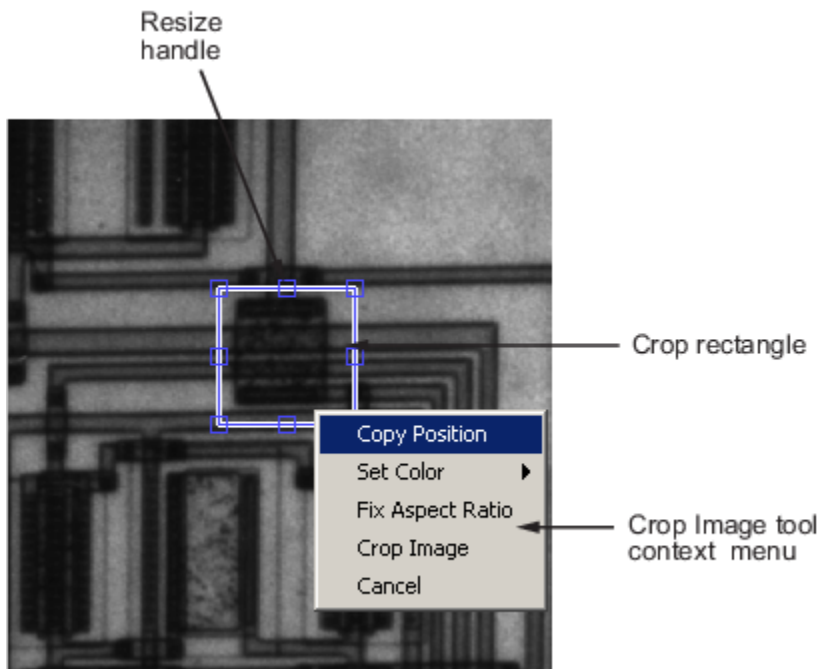 Resize
handle
Crop rectangle
Copy Position
Set Color
Fix Aspect Ratio
Crop Image
Cancel
Crop Image tool
context menu